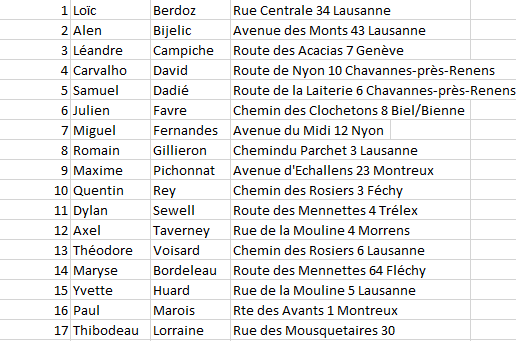 1 Loïc Berdoz Rue Centrale 34 Lausanne
2 Alen Bijelic Avenue des Monts 43 Lausanne
3 Léandre Campiche Route des Acacias 7 Genève
4 Carvalho David Route de Nyon 10 Chavannes-près-Renens
5 Samuel Dadié Route de la Laiterie 6 Chavannes-près-Renens
6 Julien Favre Chemin des Clochetons 8 Biel/Bienne
7 Miguel Fernandes Avenue du Midi 12 Nyon
8 Romain Gillieron Chemindu Parchet 3 Lausanne
9 Maxime Pichonnat Avenue d'Echallens 23 Montreux
10 Quentin Rey Chemin des Rosiers 3 Féchy
11 Dylan Sewell Route des Mennettes 4 Trélex
12 Axel Taverney Rue de la Mouline 4 Morrens
13 Théodore Voisard Chemin des Rosiers 6 Lausanne
14 Maryse Bordeleau Route des Mennettes 64 Fléchy
15 Yvette Huard Rue de la Mouline 5 Lausanne
16 Paul Marois Rte des Avants 1 Montreux
17 Thibodeau Lorraine Rue des Mousquetaires 30